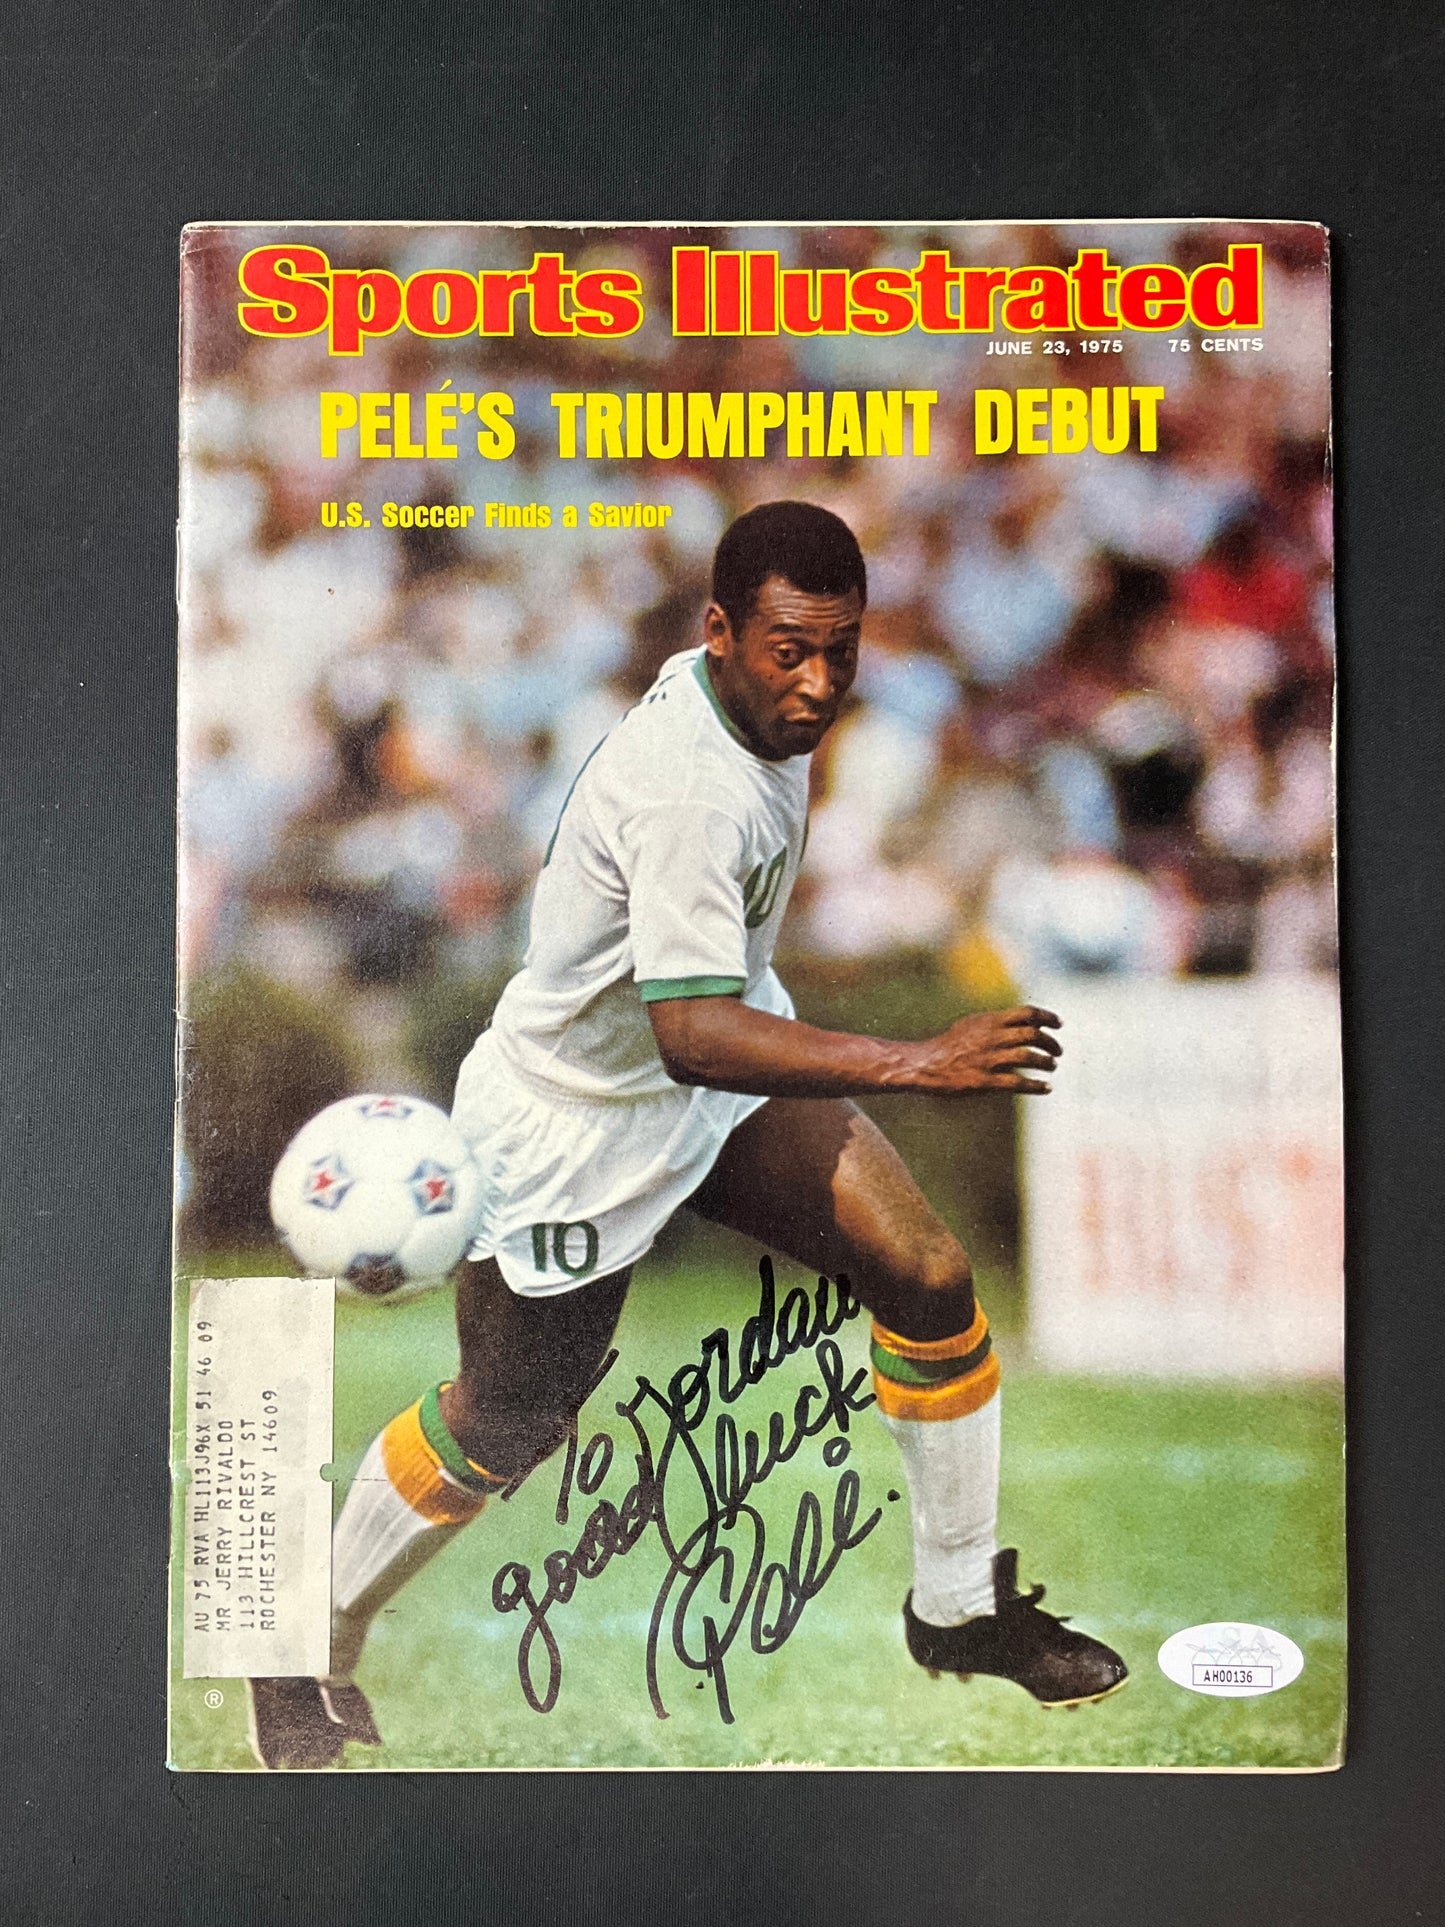 Sports Illustrated
JUNE 23, 1975 75 CENTS
PELÉ'S TRIUMPHANT DEBUT
U.S. Soccer Finds a Savior
10
10
To Jordan
good luck
Pelé
AU 75 RVA HL113J96X 51 46 09
MR JERRY RIVALDO
113 HILLCREST ST
ROCHESTER NY 14609
®
JSA
AH00136